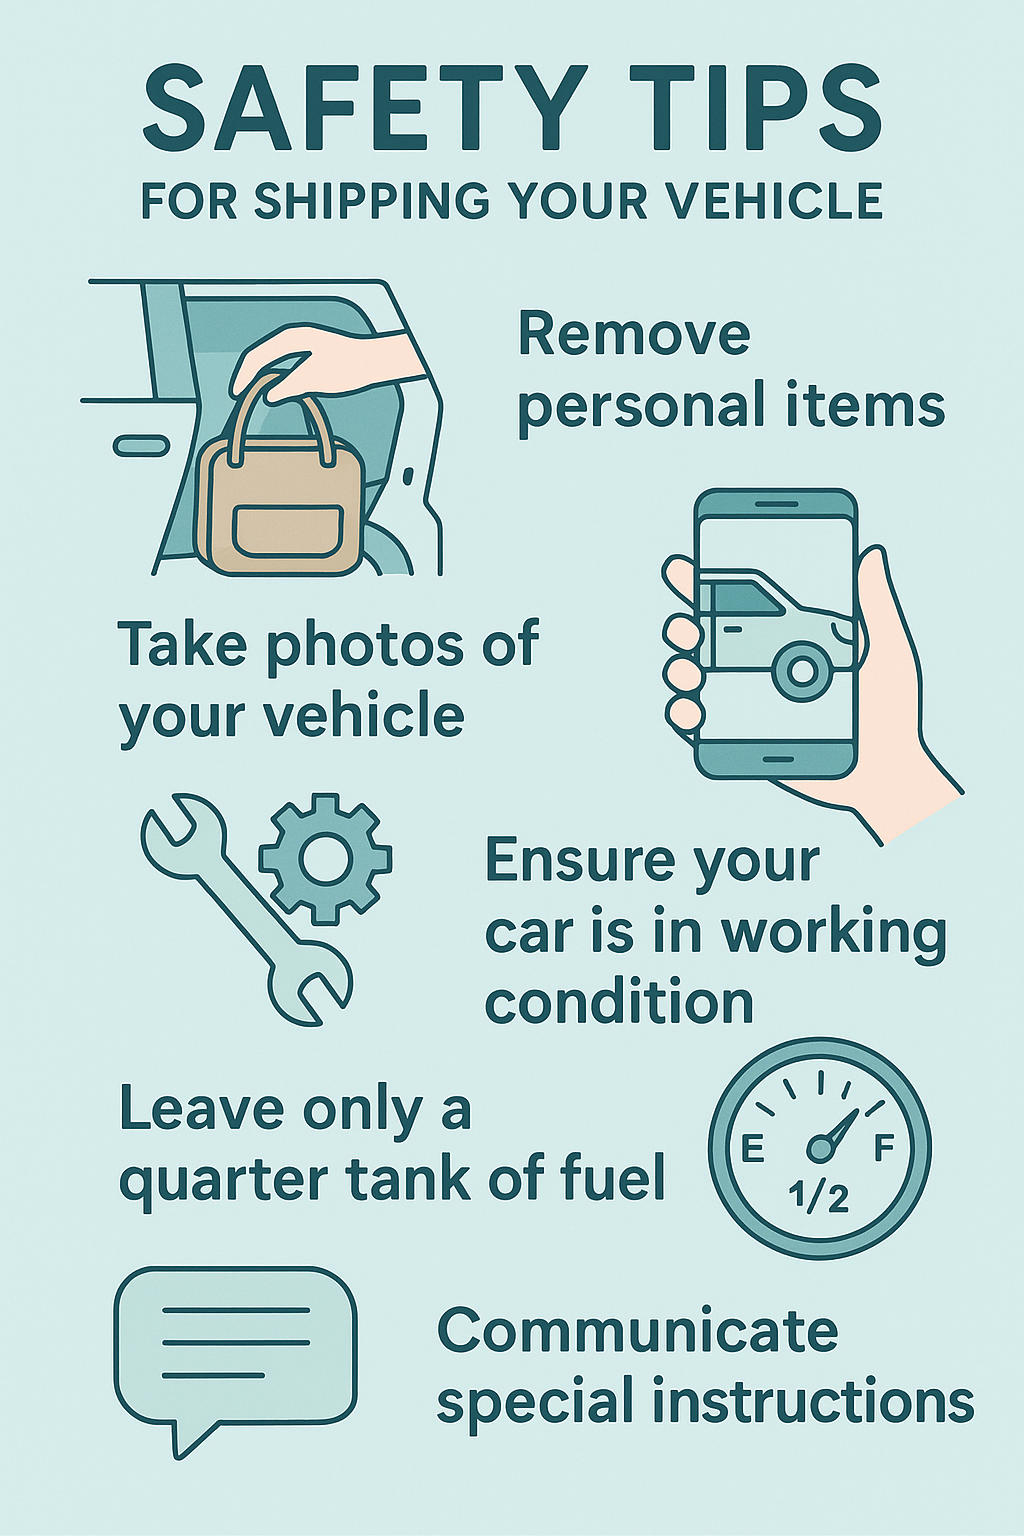 SAFETY TIPS
FOR SHIPPING YOUR VEHICLE
Remove
personal items
Take photos of
your vehicle
Ensure your
car is in working
condition
Leave only a
quarter tank of fuel
E F
1/2
Communicate
special instructions